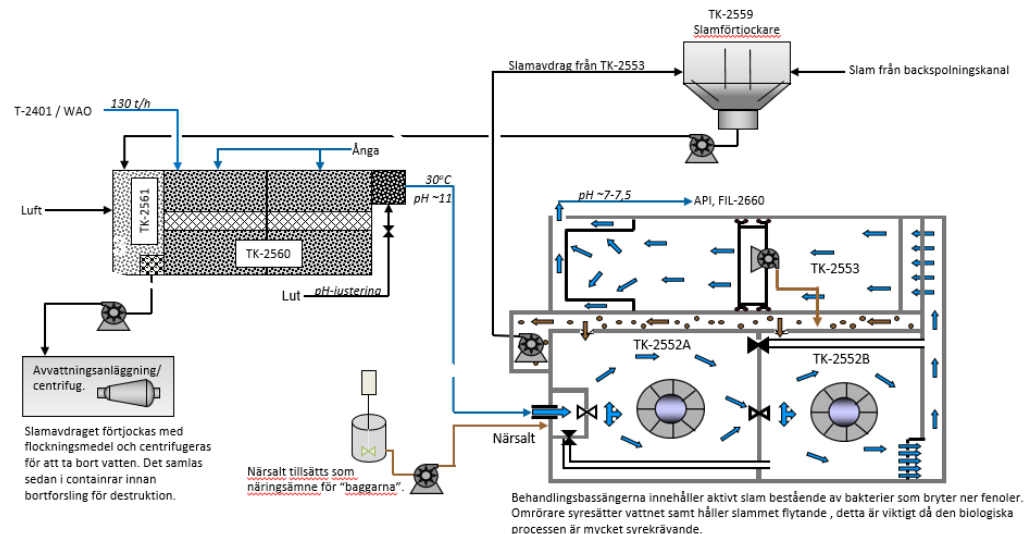 TK-2559
Slamförtjockare
Slamavdrag från TK-2553
Slam från backspolningskanal
130 t/h
T-2401 / WAO
Ånga
30°C
pH ~11
pH ~7-7,5
API, FIL-2660
Luft
TK-2561
TK-2560
TK-2553
Lut
pH-justering
TK-2552A
TK-2552B
Avvattningsanläggning/
centrifug.
Närsalt
Slamavdraget förtjockas med
flockningsmedel och centrifugeras
för att ta bort vatten. Det samlas
sedan i containrar innan
bortforsling för destruktion.
Närsalt tillsätts som
näringsämne för "baggarna".
Behandlingsbassängerna innehåller aktivt slam bestående av bakterier som bryter ner fenoler.
Omrörare syresätter vattnet samt håller slammet flytande , detta är viktigt då den biologiska
processen är mycket syrekrävande.